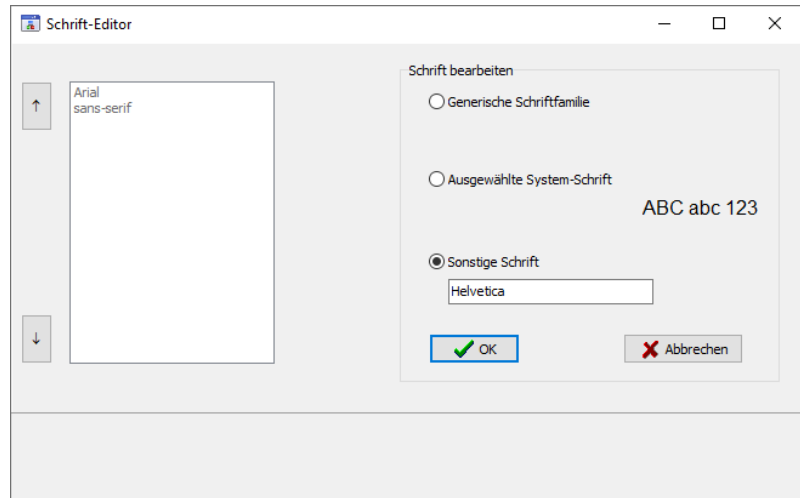 Schrift-Editor
↑
Arial
sans-serif
↓
Schrift bearbeiten
Generische Schriftfamilie
Ausgewählte System-Schrift
ABC abc 123
Sonstige Schrift
Helvetica
OK
Abbrechen